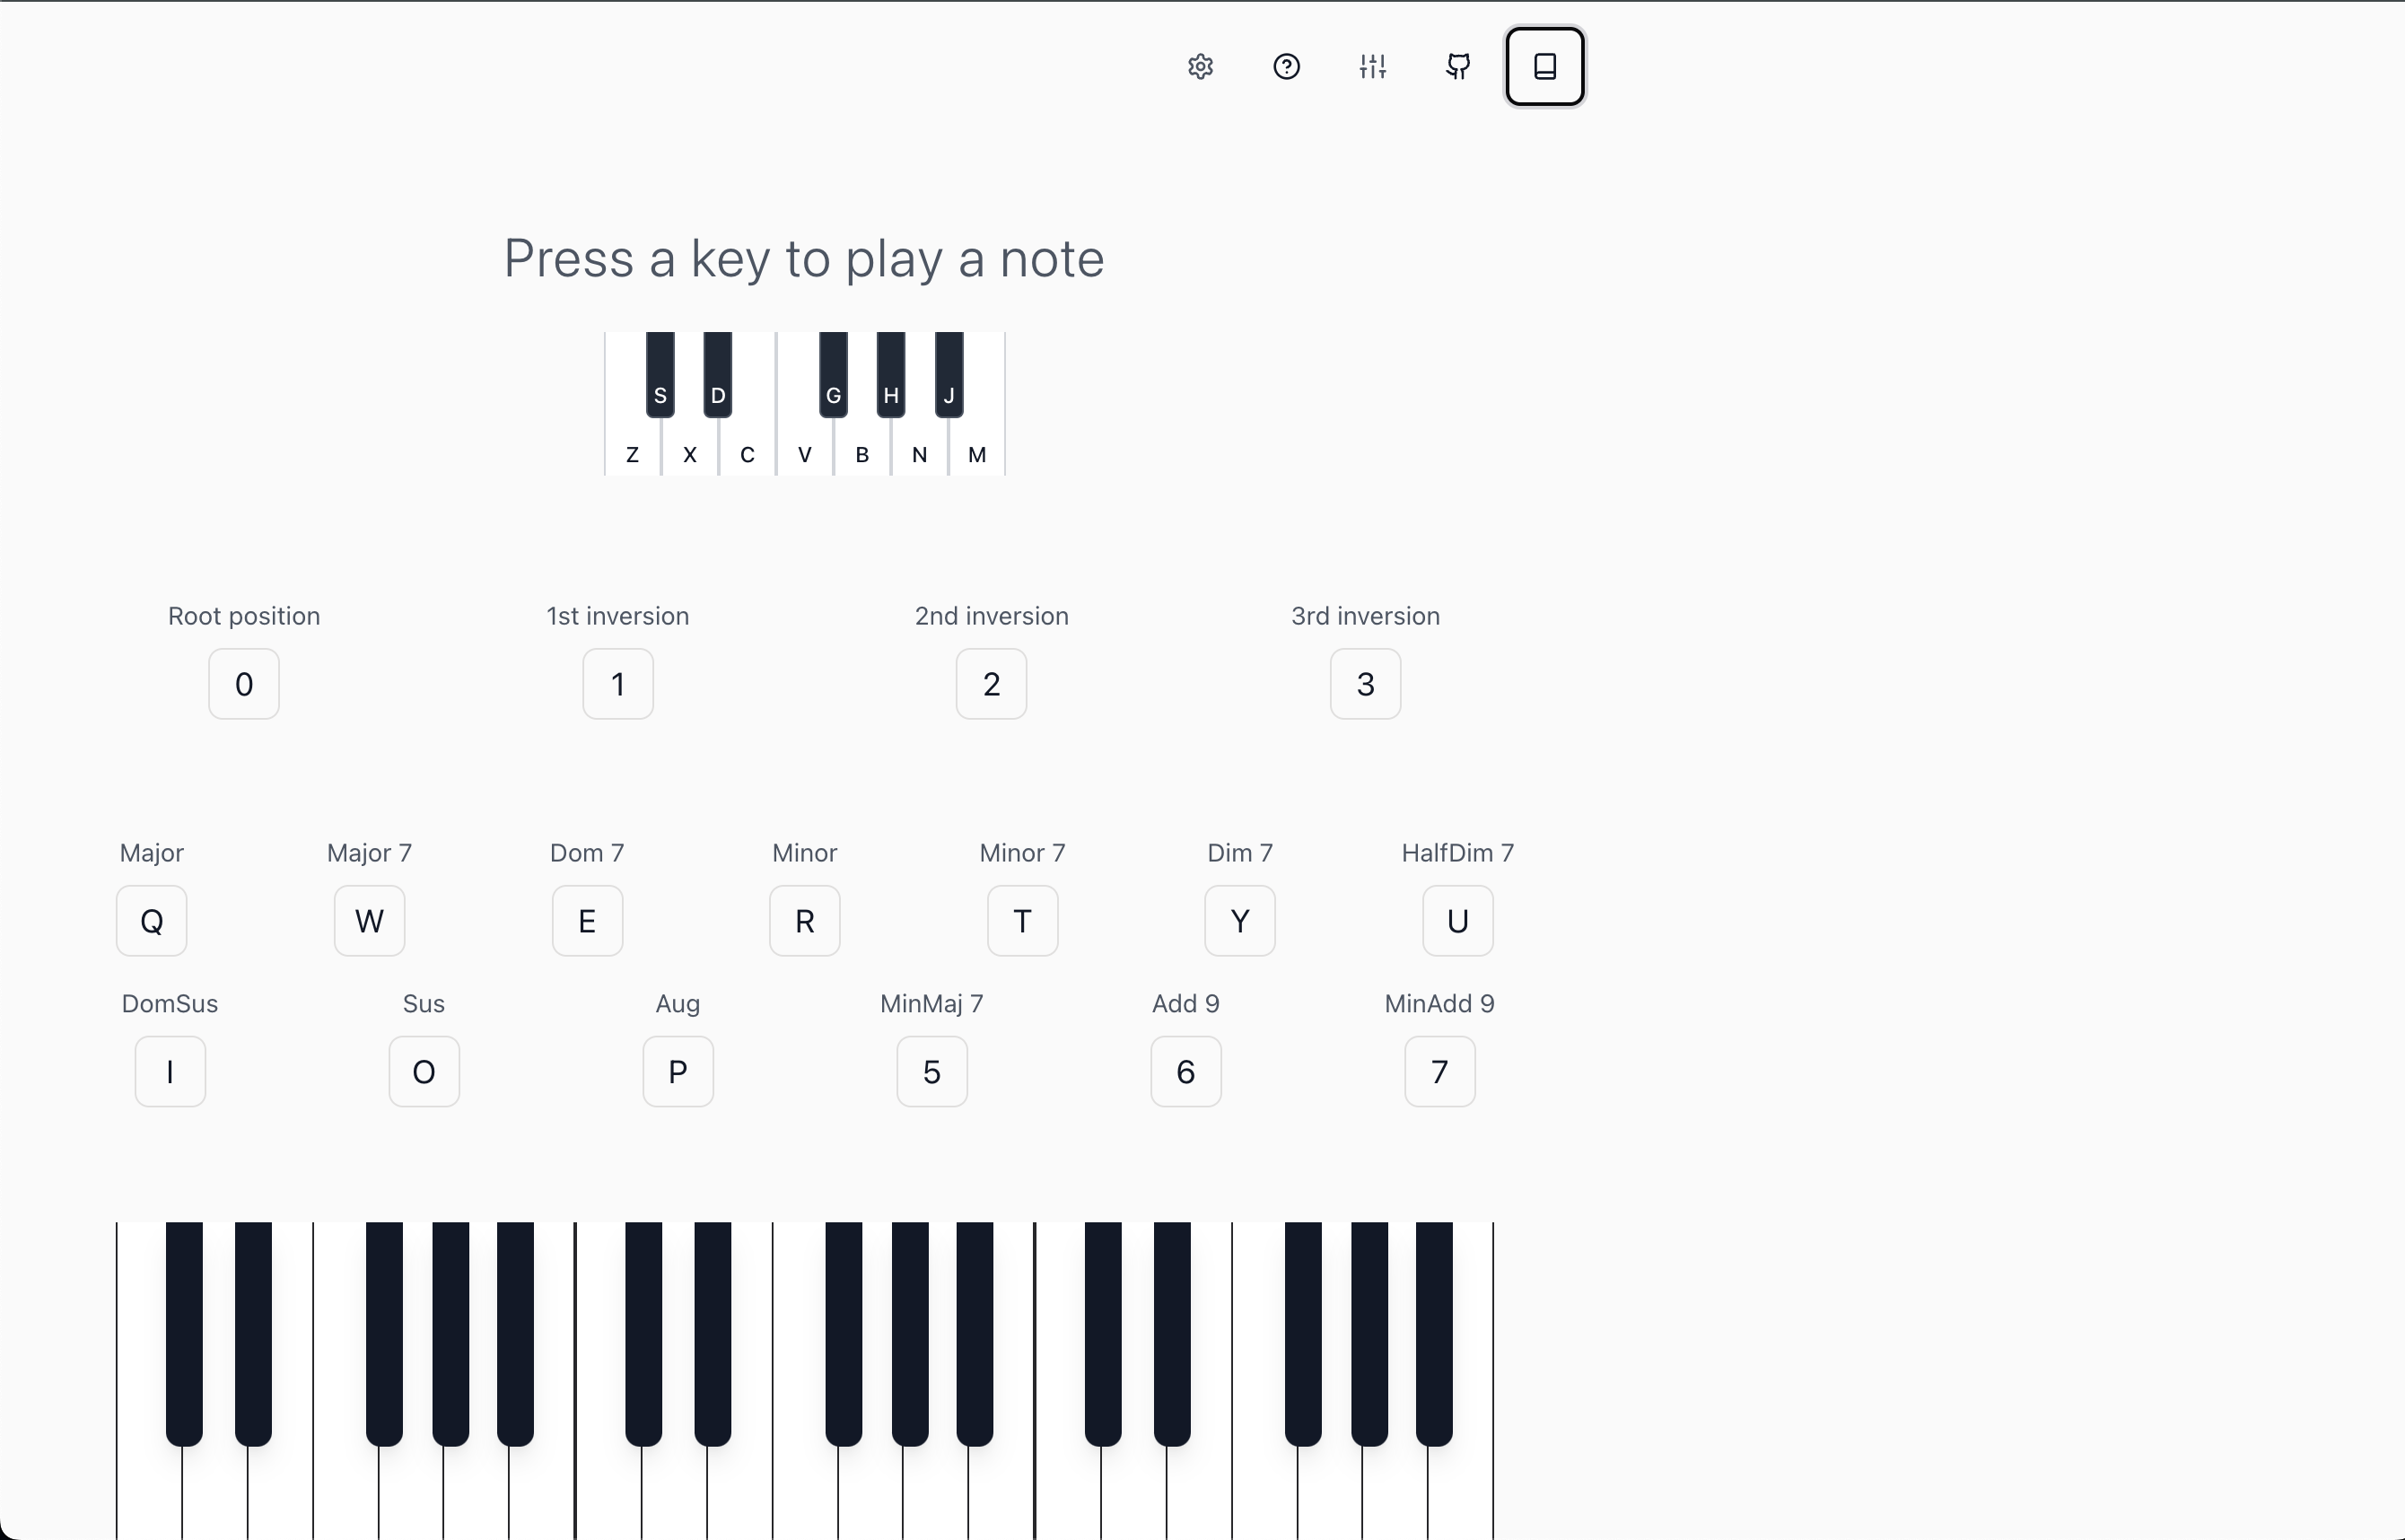 Press a key to play a note
S D G H J
Z X C V B N M
Root position 1st inversion 2nd inversion 3rd inversion
0 1 2 3
Major Major 7 Dom 7 Minor Minor 7 Dim 7 HalfDim 7
Q W E R T Y U
DomSus Sus Aug MinMaj 7 Add 9 MinAdd 9
I O P 5 6 7